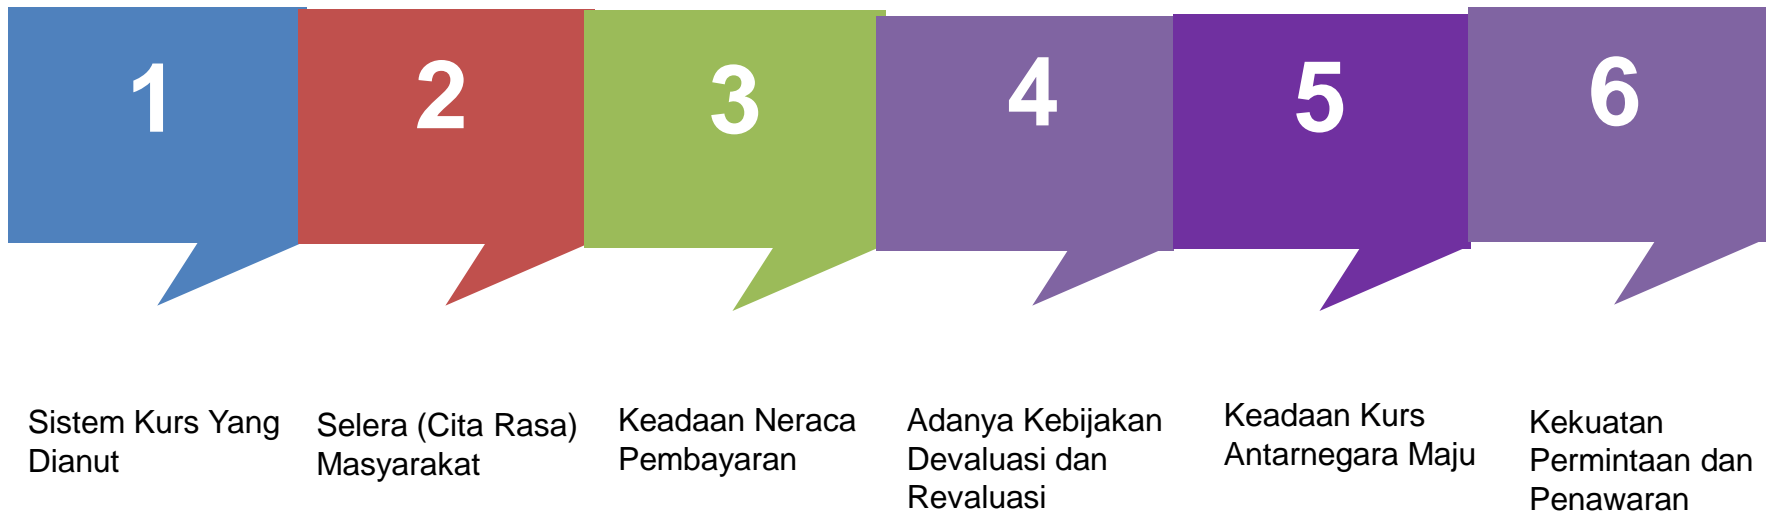 1
2
3
4
5
6
Sistem Kurs Yang
Dianut
Selera (Cita Rasa)
Masyarakat
Keadaan Neraca
Pembayaran
Adanya Kebijakan
Devaluasi dan
Revaluasi
Keadaan Kurs
Antarnegara Maju
Kekuatan
Permintaan dan
Penawaran